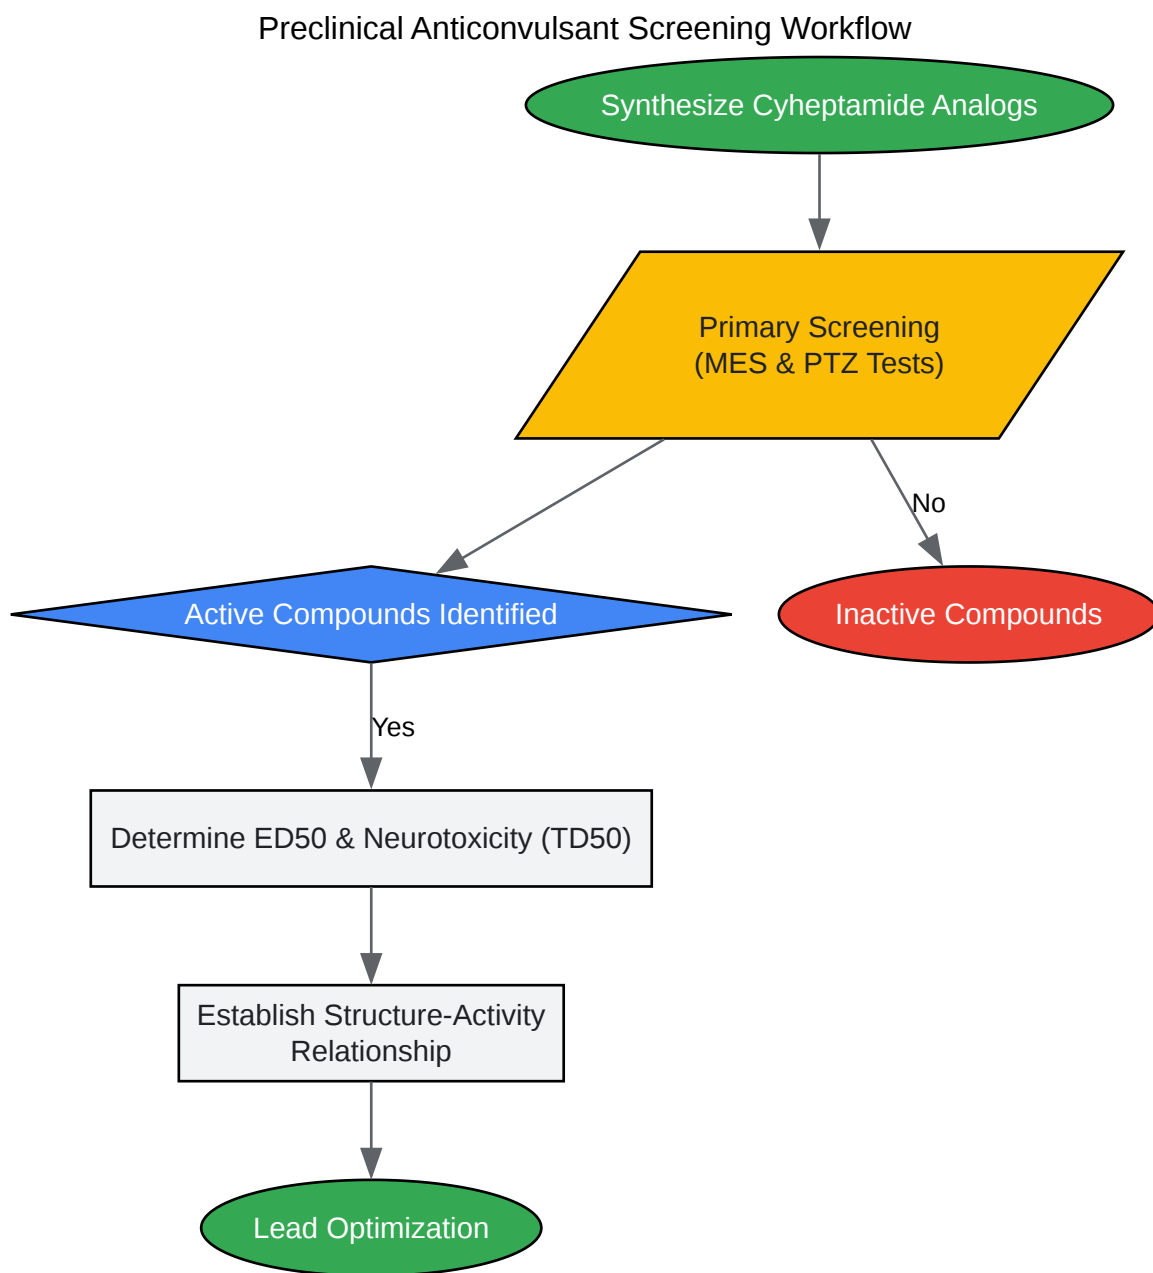 Preclinical Anticonvulsant Screening Workflow
Synthesize Cyheptamide Analogs
Primary Screening
(MES & PTZ Tests)
No
Active Compounds Identified
Inactive Compounds
Yes
Determine ED50 & Neurotoxicity (TD50)
Establish Structure-Activity
Relationship
Lead Optimization